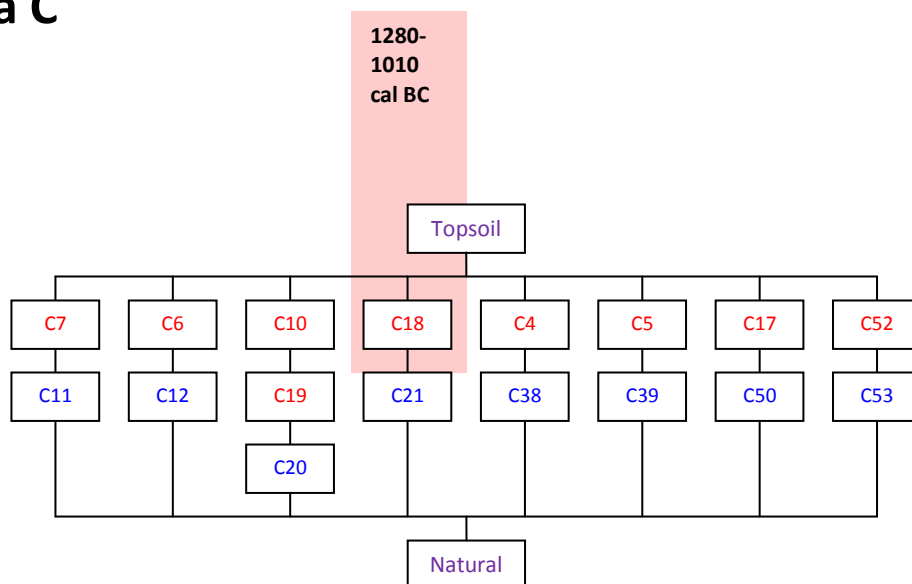 a C
1280-
1010
cal BC
Topsoil
C7 C6 C10 C18 C4 C5 C17 C52
C11 C12 C19 C21 C38 C39 C50 C53
C20
Natural